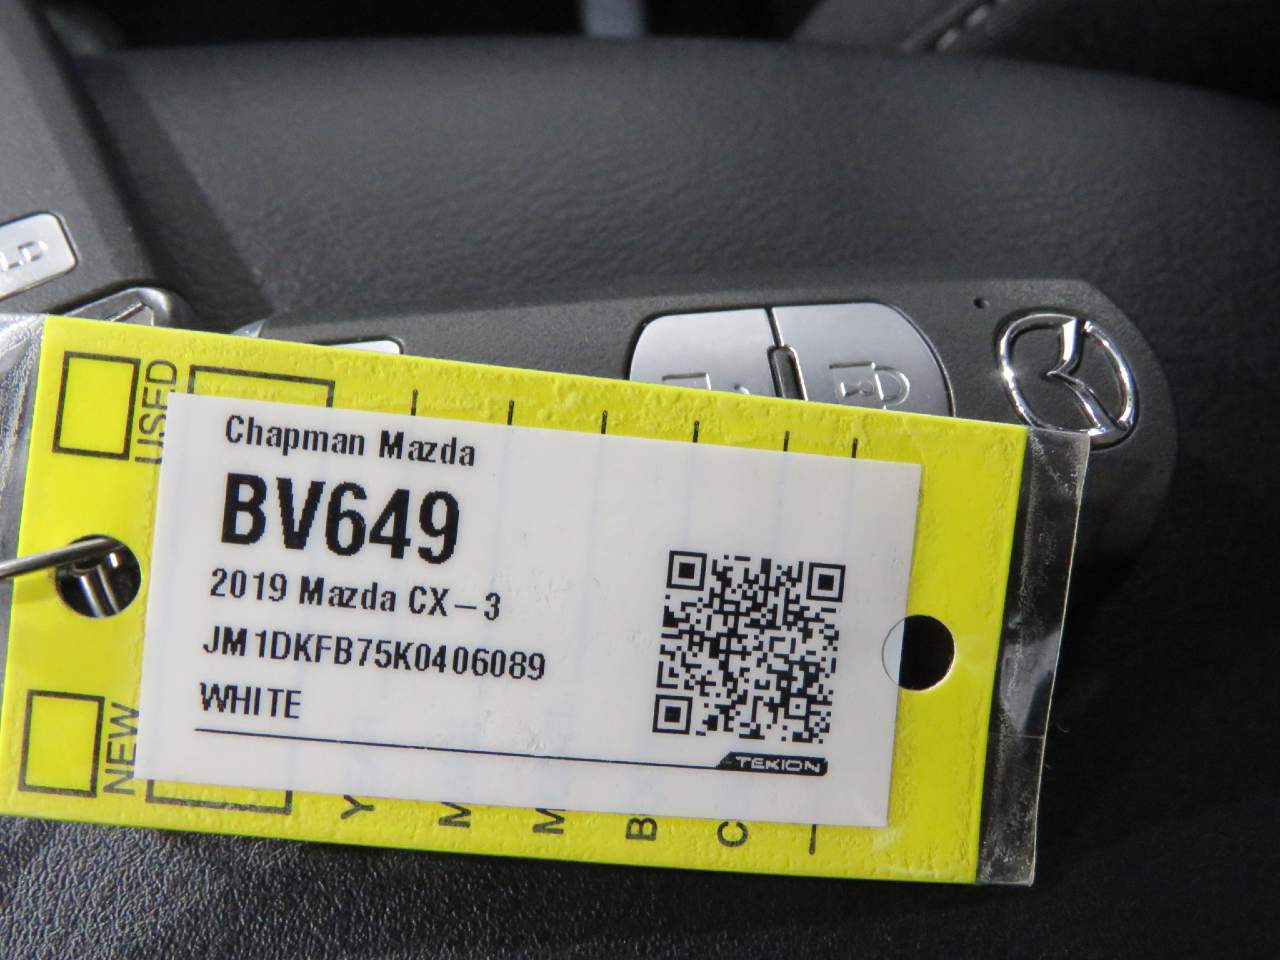 Chapman Mazda
BV649
2019 Mazda CX-3
JM1DKFB75K0406089
WHITE
TEKION
USED
NEW
Y
M
M
B
C